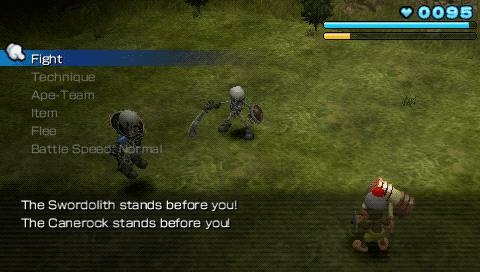 0095
Fight
Technique
Ape-Team
Item
Flee
Battle Speed: Normal
The Swordolith stands before you!
The Canerock stands before you!